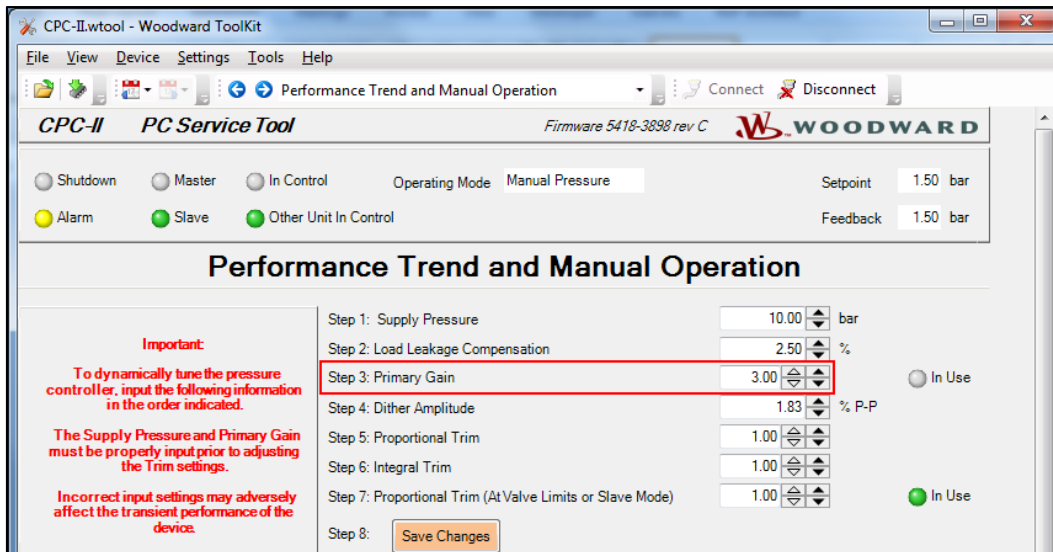 CPC-II.wtool - Woodward ToolKit
File View Device Settings Tools Help
Performance Trend and Manual Operation Connect Disconnect
CPC-II PC Service Tool Firmware 5418-3898 rev C WOODWARD
Shutdown Master In Control Operating Mode Manual Pressure Setpoint 1.50 bar
Alarm Slave Other Unit In Control Feedback 1.50 bar
Performance Trend and Manual Operation
Important:
To dynamically tune the pressure
controller, input the following information
in the order indicated.
The Supply Pressure and Primary Gain
must be properly input prior to adjusting
the Trim settings.
Incorrect input settings may adversely
affect the transient performance of the
device.
Step 1: Supply Pressure 10.00 bar
Step 2: Load Leakage Compensation 2.50 %
Step 3: Primary Gain 3.00 In Use
Step 4: Dither Amplitude 1.83 % P-P
Step 5: Proportional Trim 1.00
Step 6: Integral Trim 1.00
Step 7: Proportional Trim (At Valve Limits or Slave Mode) 1.00 In Use
Step 8: Save Changes